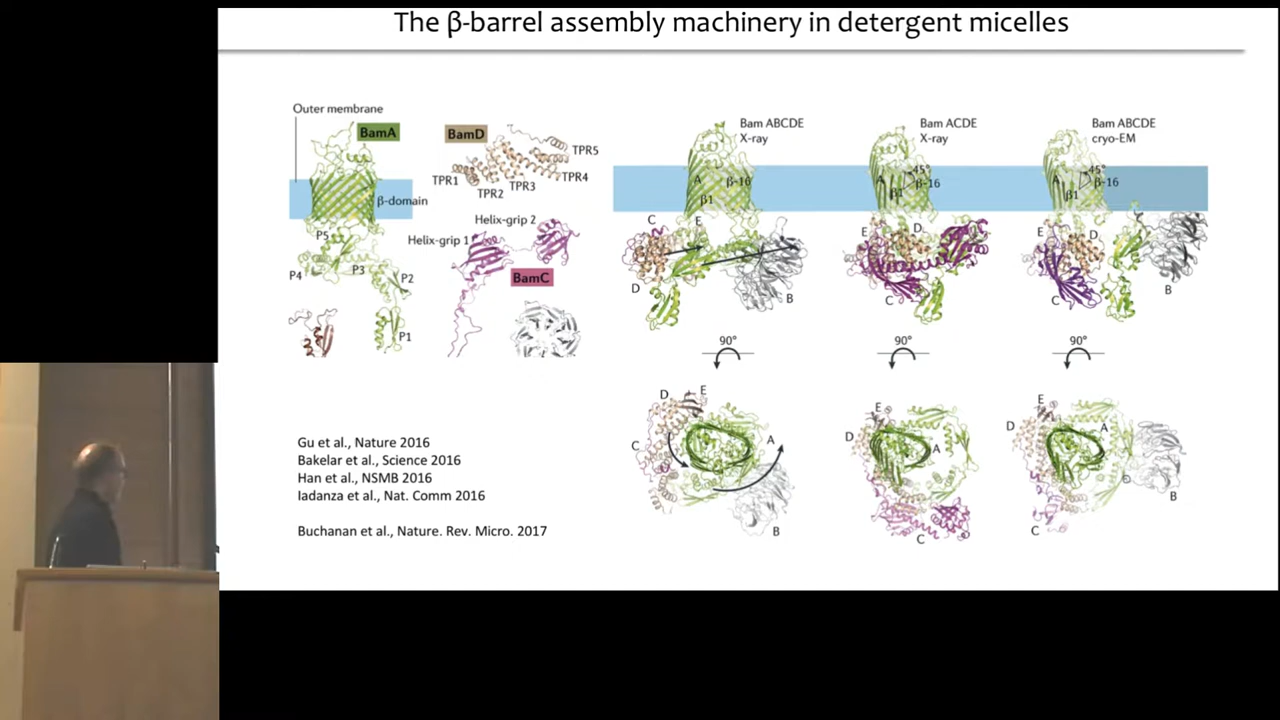 The β-barrel assembly machinery in detergent micelles
Outer membrane
BamA
β-domain
P5
P4
P3
P2
P1
BamD
TPR5
TPR1
TPR4
TPR2
TPR3
Helix-grip 2
Helix-grip 1
BamC
Bam ABCDE
X-ray
A
β-16
β1
C
E
D
B
Bam ACDE
X-ray
A
45°
β1
β-16
E
D
C
Bam ABCDE
cryo-EM
A
45°
β1
β-16
E
D
C
B
90°
90°
90°
D
E
C
A
B
E
D
A
C
E
D
A
B
C
Gu et al., Nature 2016
Bakelar et al., Science 2016
Han et al., NSMB 2016
Iadanza et al., Nat. Comm 2016
Buchanan et al., Nature. Rev. Micro. 2017